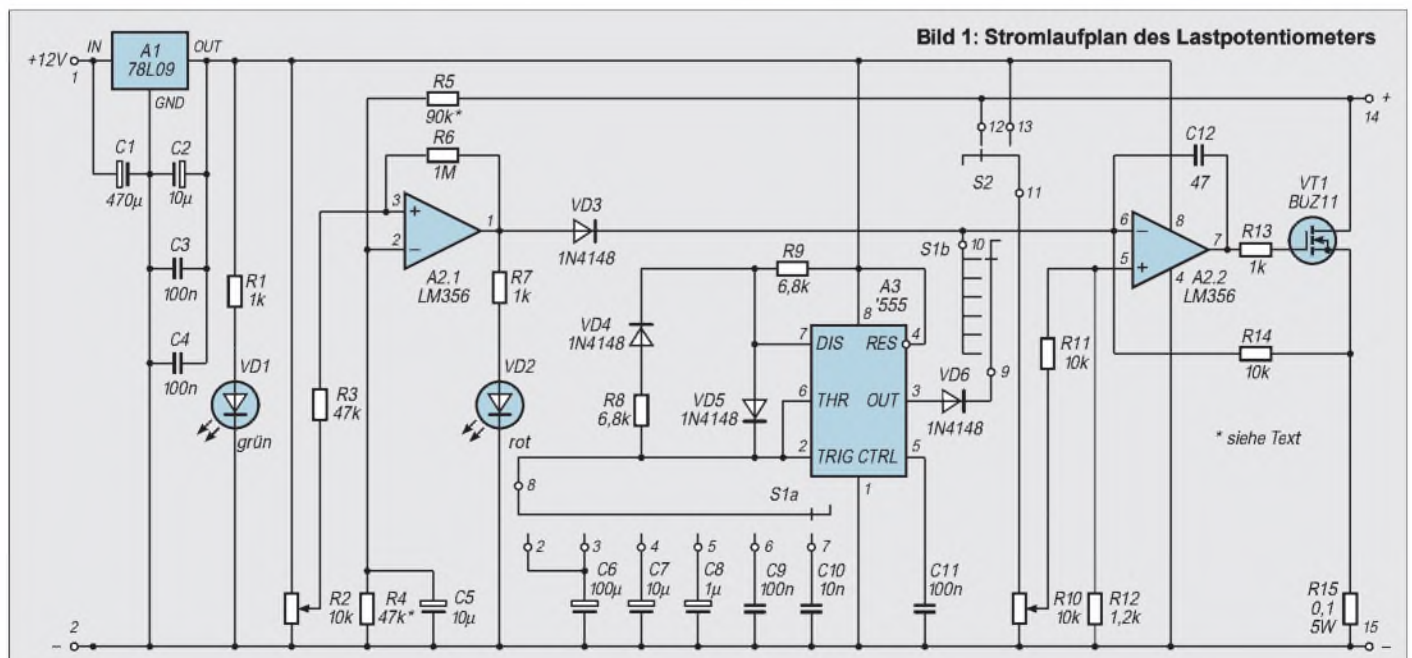 Bild 1: Stromlaufplan des Lastpotentiometers
+12V
1
IN
A1
78L09
OUT
GND
C1
470µ
C2
10µ
C3
100n
C4
100n
R1
1k
VD1
grün
R3
47k
R2
10k
R4
47k*
C5
10µ
R5
90k*
R6
1M
3
+
2
−
1
A2.1
LM356
VD3
1N4148
R7
1k
VD2
rot
VD4
1N4148
R8
6,8k
R9
6,8k
VD5
1N4148
A3
'555
8
7
DIS
RES
4
6
THR
OUT
3
2
TRIG
CTRL
5
1
VD6
1N4148
S1b
10
9
12
13
S2
11
8
S1a
2
3
4
5
6
7
C6
100µ
C7
10µ
C8
1µ
C9
100n
C10
10n
C11
100n
R10
10k
R11
10k
R12
1,2k
C12
47
6
−
5
+
8
7
4
A2.2
LM356
R13
1k
VT1
BUZ11
R14
10k
* siehe Text
R15
0,1
5W
+
14
2
−
15
−